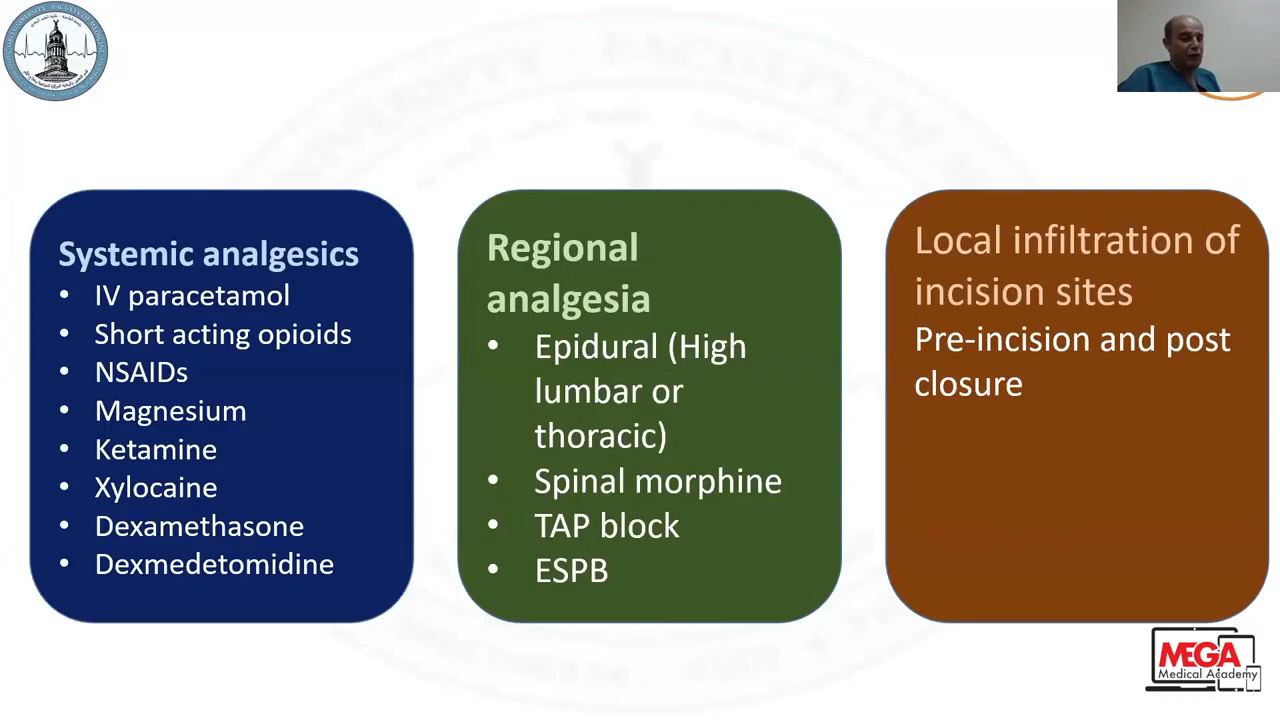 Systemic analgesics
• IV paracetamol
• Short acting opioids
• NSAIDs
• Magnesium
• Ketamine
• Xylocaine
• Dexamethasone
• Dexmedetomidine
Regional
analgesia
• Epidural (High
lumbar or
thoracic)
• Spinal morphine
• TAP block
• ESPB
Local infiltration of
incision sites
Pre-incision and post
closure
MEGA
Medical Academy